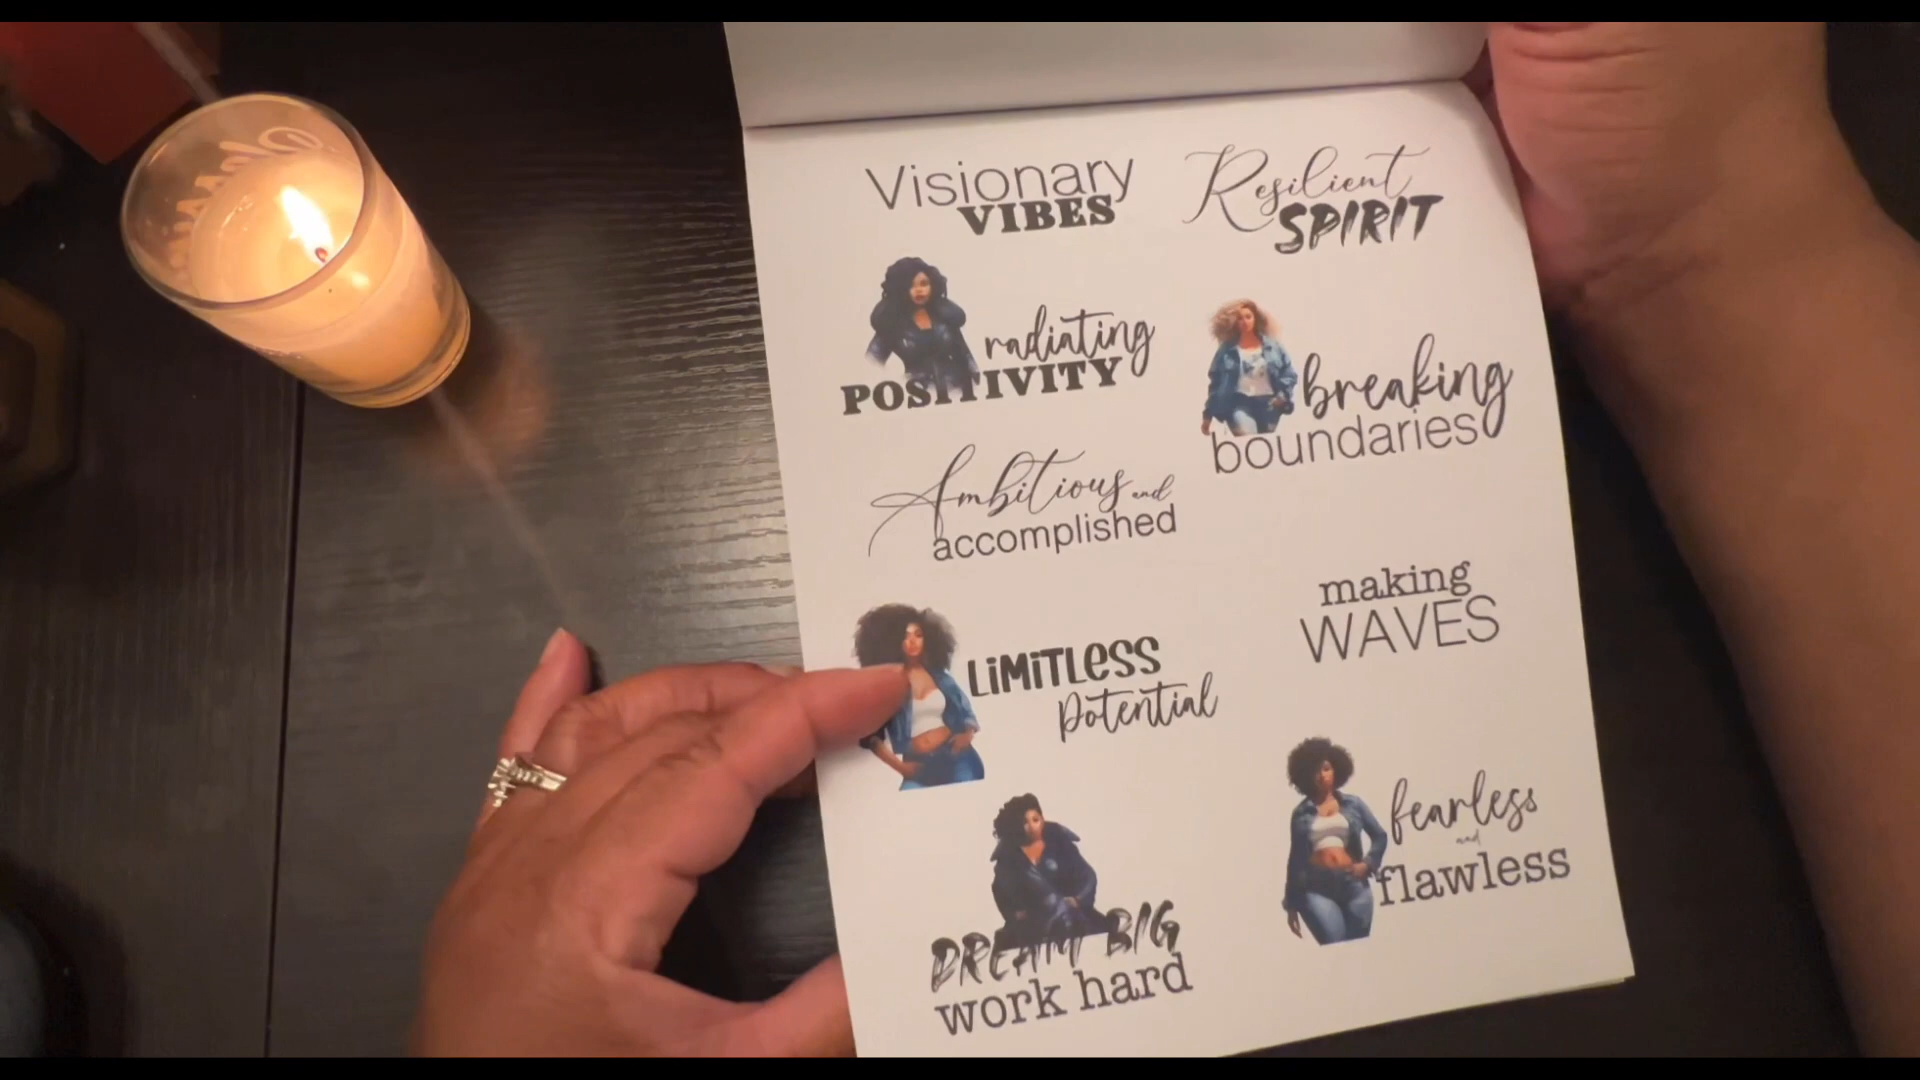 Visionary
VIBES
Resilient
SPIRIT
radiating
POSITIVITY
breaking
boundaries
Ambitious and
accomplished
making
WAVES
LiMiTLESS
Potential
fearless
and
flawless
DREAM BIG
work hard